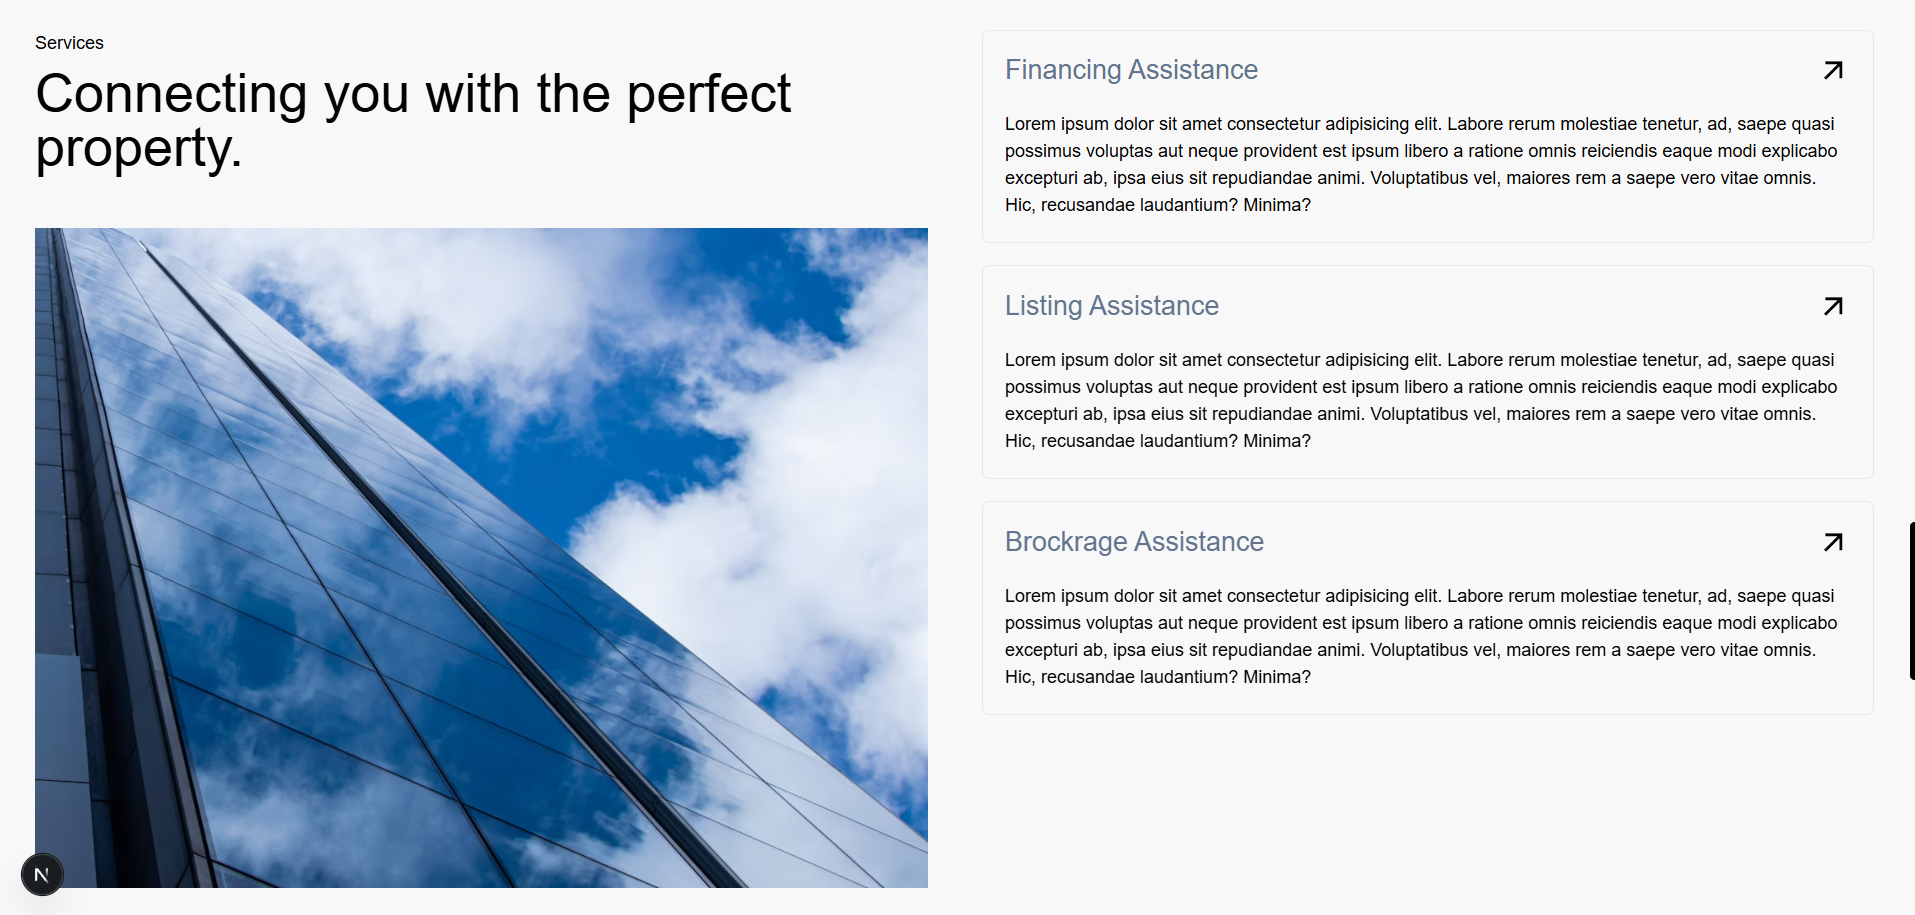 Services
Connecting you with the perfect
property.
Financing Assistance
Lorem ipsum dolor sit amet consectetur adipisicing elit. Labore rerum molestiae tenetur, ad, saepe quasi
possimus voluptas aut neque provident est ipsum libero a ratione omnis reiciendis eaque modi explicabo
excepturi ab, ipsa eius sit repudiandae animi. Voluptatibus vel, maiores rem a saepe vero vitae omnis.
Hic, recusandae laudantium? Minima?
Listing Assistance
Lorem ipsum dolor sit amet consectetur adipisicing elit. Labore rerum molestiae tenetur, ad, saepe quasi
possimus voluptas aut neque provident est ipsum libero a ratione omnis reiciendis eaque modi explicabo
excepturi ab, ipsa eius sit repudiandae animi. Voluptatibus vel, maiores rem a saepe vero vitae omnis.
Hic, recusandae laudantium? Minima?
Brockrage Assistance
Lorem ipsum dolor sit amet consectetur adipisicing elit. Labore rerum molestiae tenetur, ad, saepe quasi
possimus voluptas aut neque provident est ipsum libero a ratione omnis reiciendis eaque modi explicabo
excepturi ab, ipsa eius sit repudiandae animi. Voluptatibus vel, maiores rem a saepe vero vitae omnis.
Hic, recusandae laudantium? Minima?
N